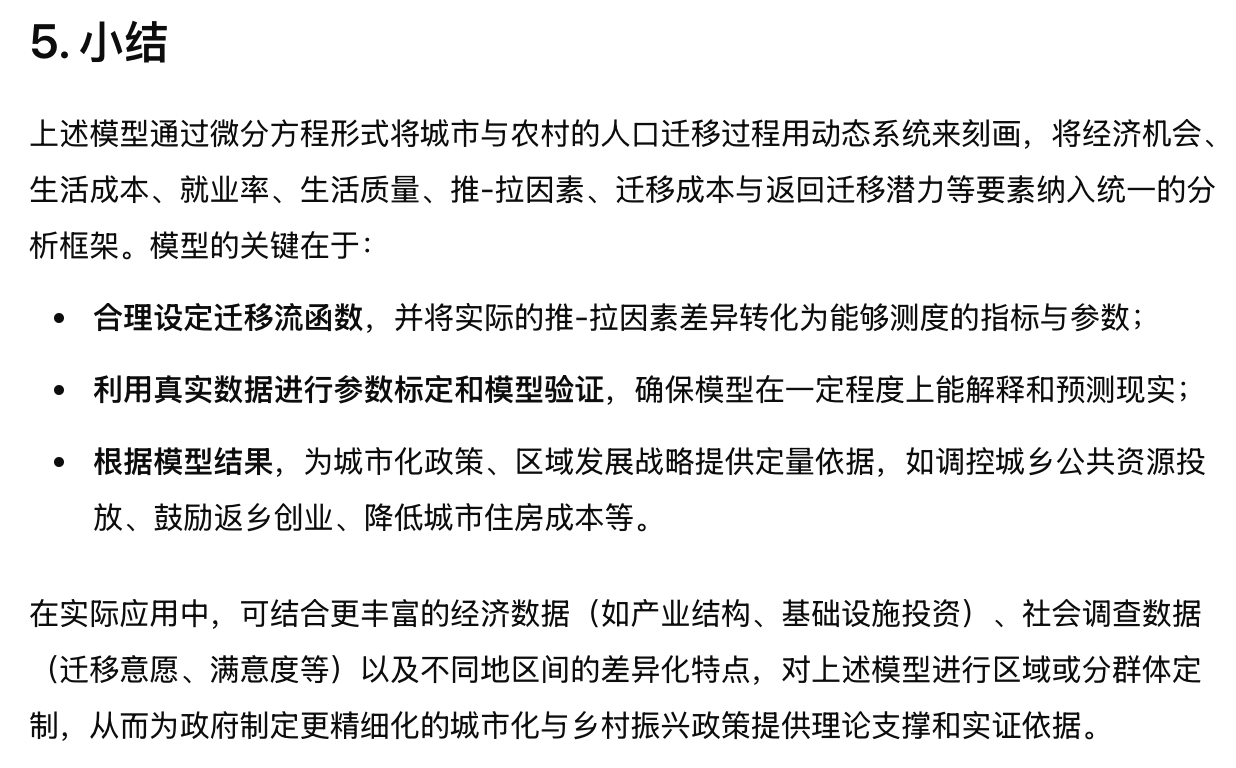 5. 小结
上述模型通过微分方程形式将城市与农村的人口迁移过程用动态系统来刻画，将经济机会、
生活成本、就业率、生活质量、推-拉因素、迁移成本与返回迁移潜力等要素纳入统一的分
析框架。模型的关键在于：
• 合理设定迁移流函数，并将实际的推-拉因素差异转化为能够测度的指标与参数；
• 利用真实数据进行参数标定和模型验证，确保模型在一定程度上能解释和预测现实；
• 根据模型结果，为城市化政策、区域发展战略提供定量依据，如调控城乡公共资源投
放、鼓励返乡创业、降低城市住房成本等。
在实际应用中，可结合更丰富的经济数据（如产业结构、基础设施投资）、社会调查数据
（迁移意愿、满意度等）以及不同地区间的差异化特点，对上述模型进行区域或分群体定
制，从而为政府制定更精细化的城市化与乡村振兴政策提供理论支撑和实证依据。